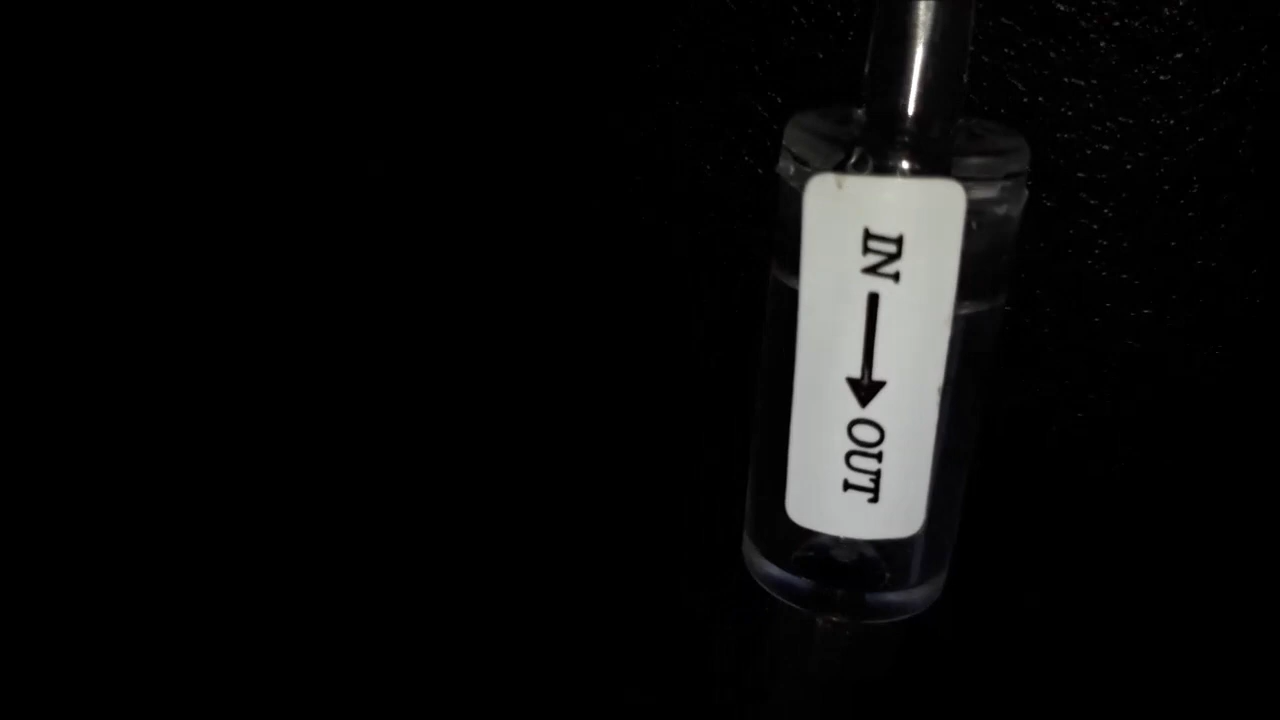 IN → OUT